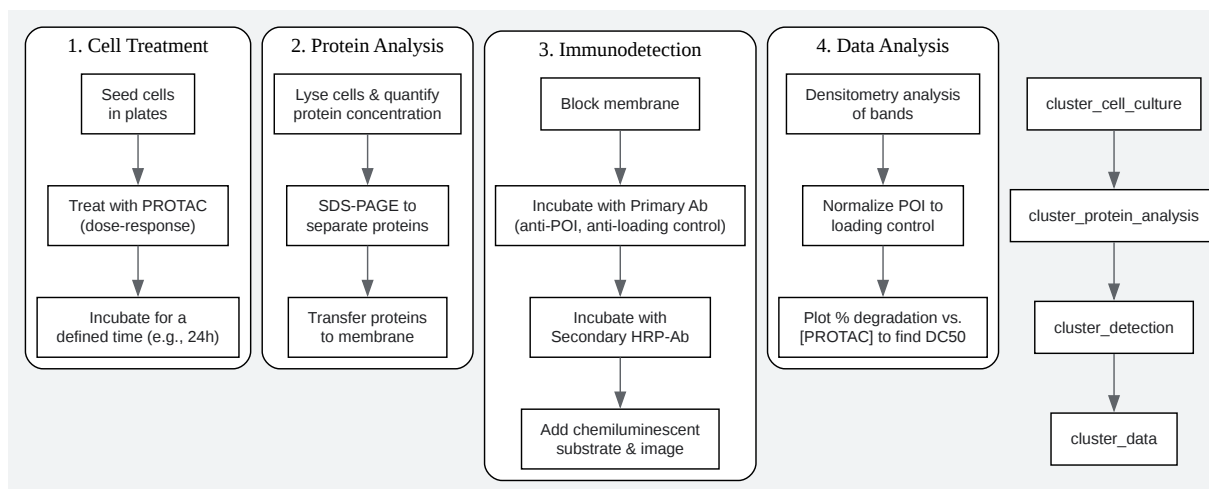 1. Cell Treatment
Seed cells
in plates
Treat with PROTAC
(dose-response)
Incubate for a
defined time (e.g., 24h)
2. Protein Analysis
Lyse cells & quantify
protein concentration
SDS-PAGE to
separate proteins
Transfer proteins
to membrane
3. Immunodetection
Block membrane
Incubate with Primary Ab
(anti-POI, anti-loading control)
Incubate with
Secondary HRP-Ab
Add chemiluminescent
substrate & image
4. Data Analysis
Densitometry analysis
of bands
Normalize POI to
loading control
Plot % degradation vs.
[PROTAC] to find DC50
cluster_cell_culture
cluster_protein_analysis
cluster_detection
cluster_data